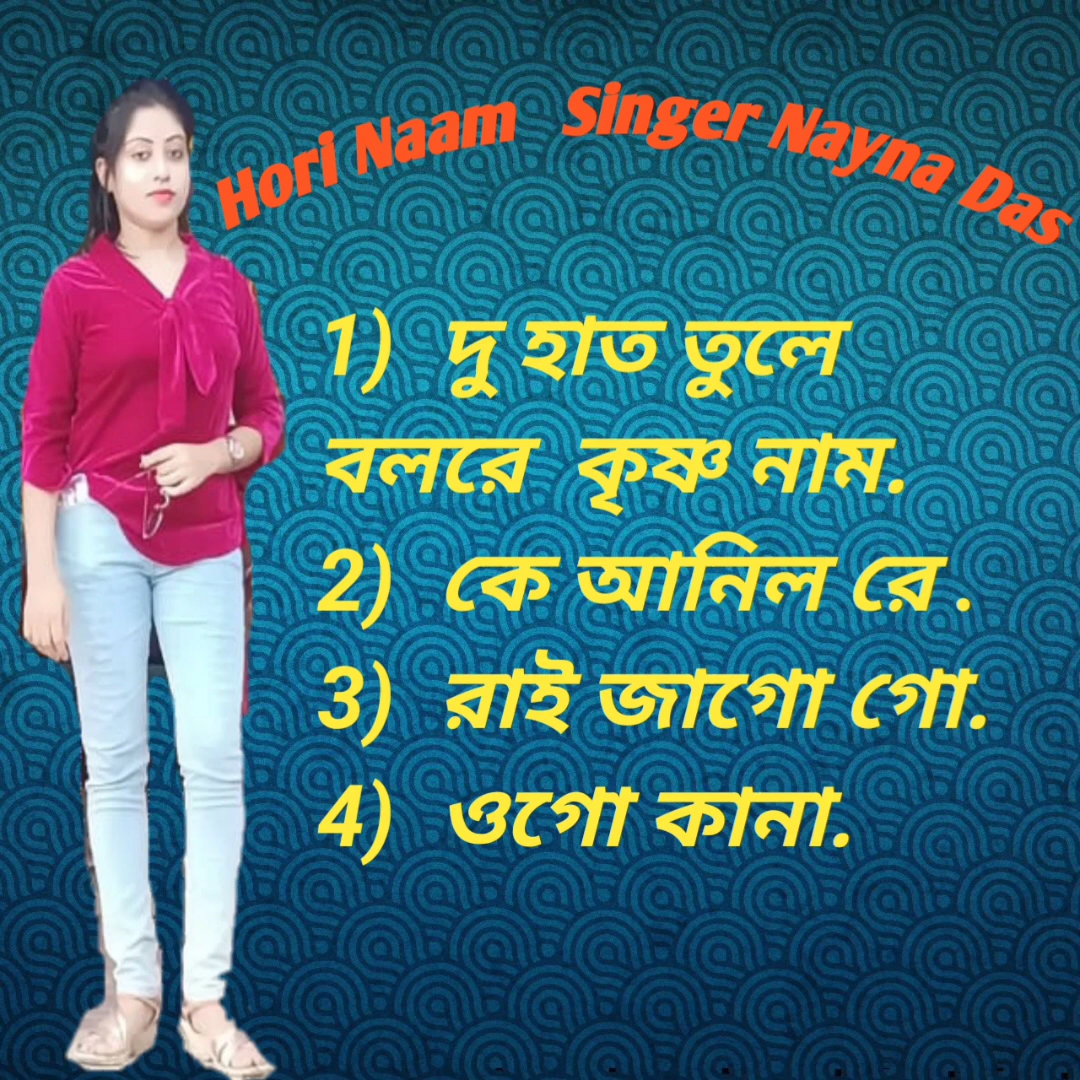 Hori Naam Singer Nayna Das
1) দু হাত তুলে
বলরে কৃষ্ণ নাম.
2) কে আনিল রে .
3) রাই জাগো গো.
4) ওগো কানা.